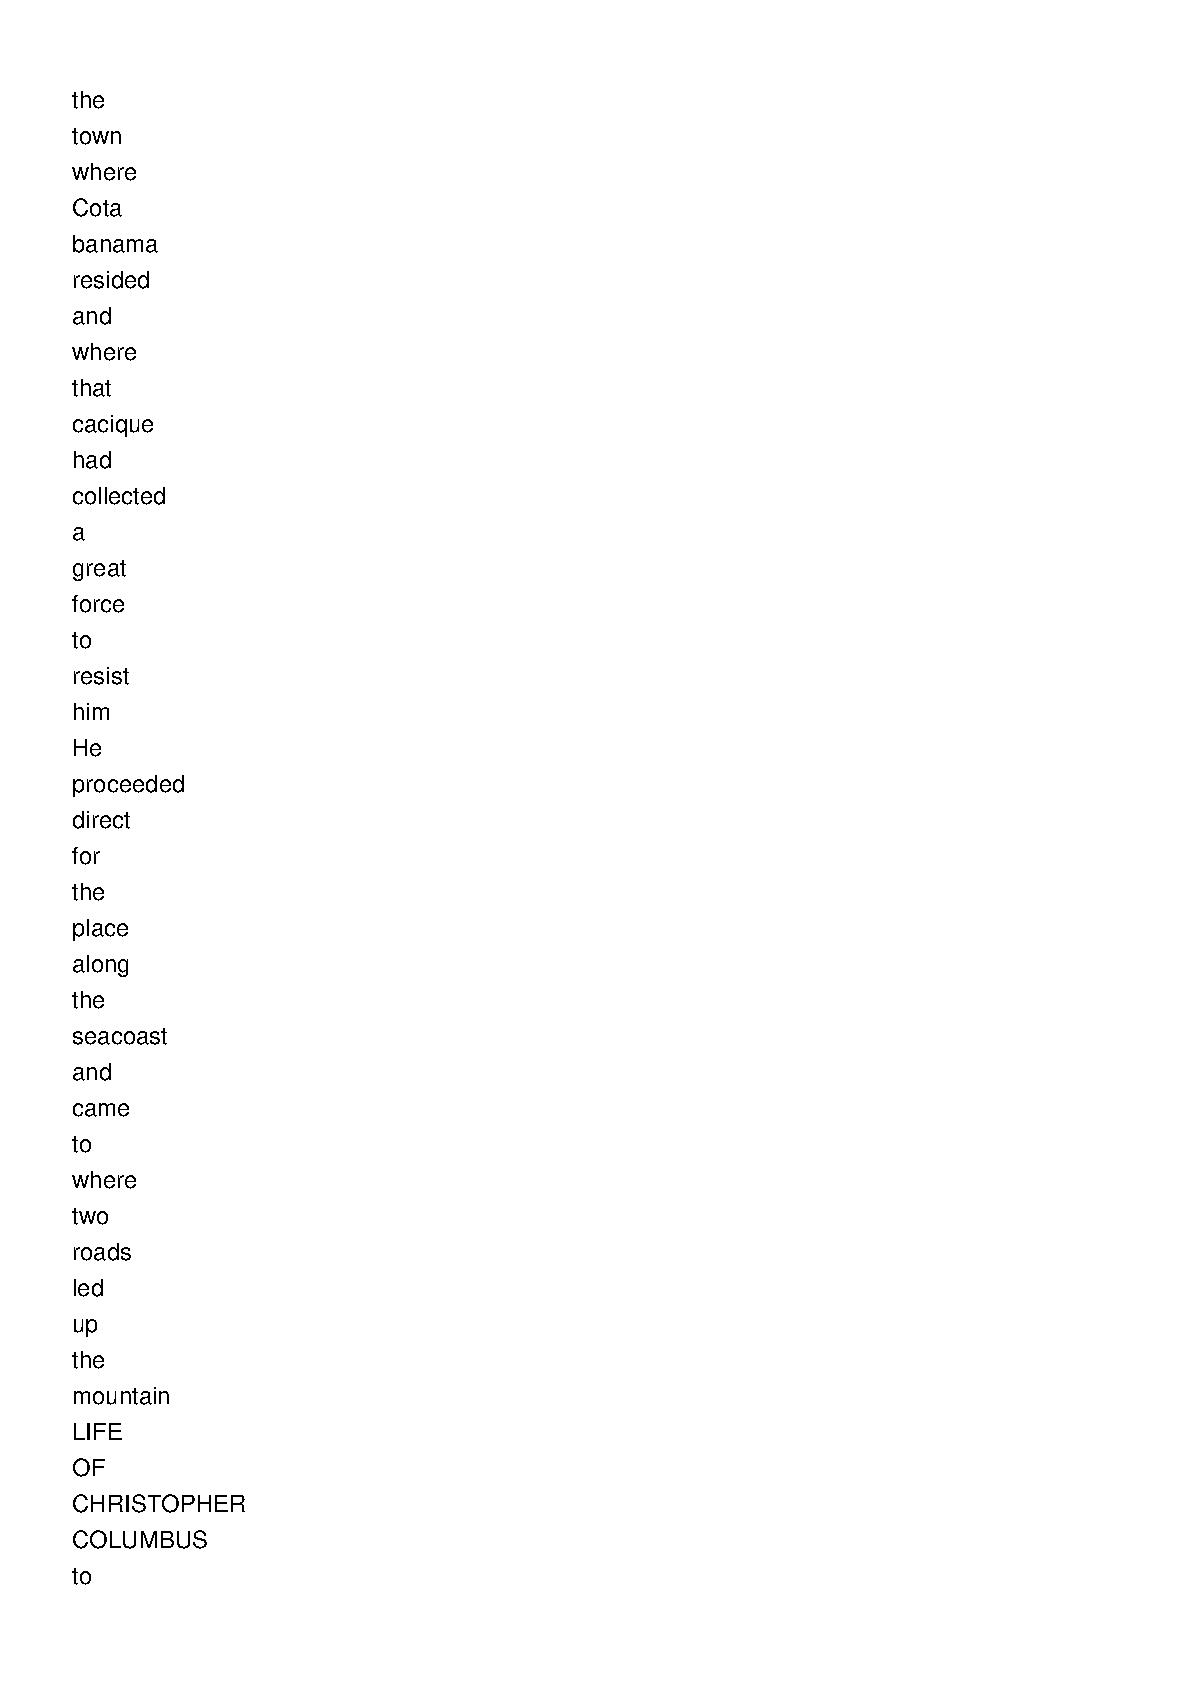 the
town
where
Cota
banama
resided
and
where
that
cacique
had
collected
a
great
force
to
resist
him
He
proceeded
direct
for
the
place
along
the
seacoast
and
came
to
where
two
roads
led
up
the
mountain
LIFE
OF
CHRISTOPHER
COLUMBUS
to